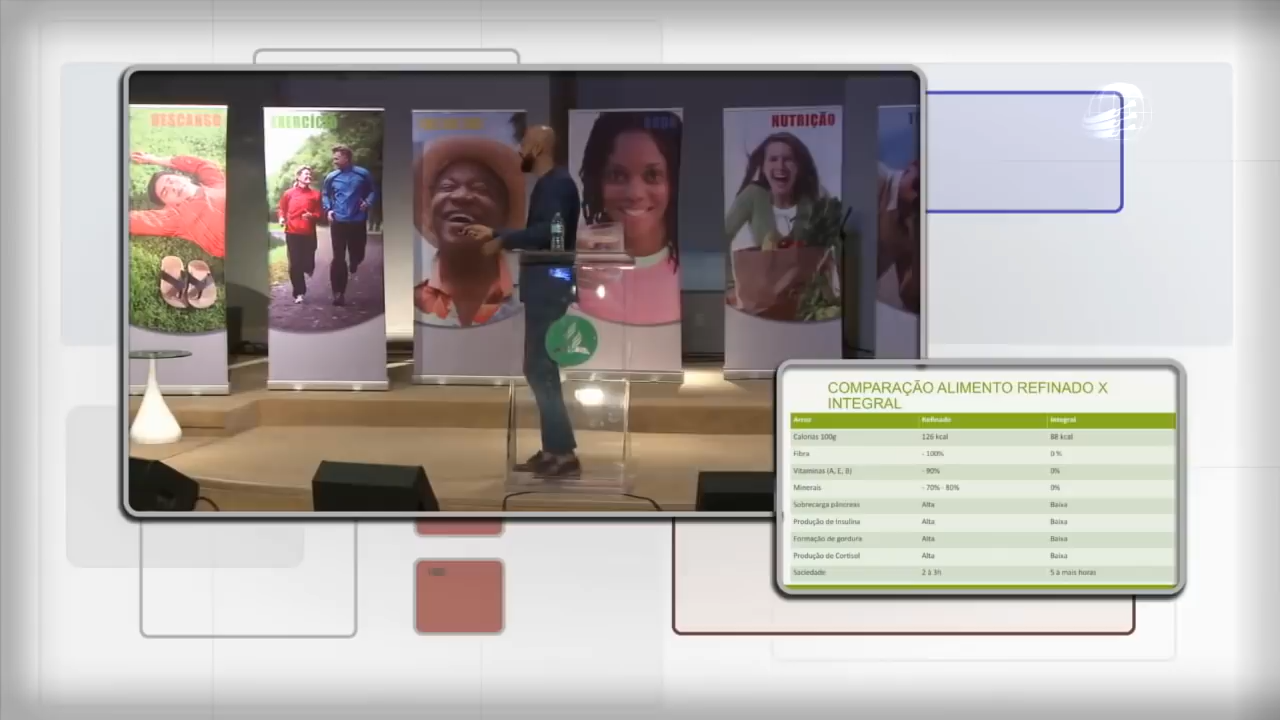 DESCANSO
EXERCÍCIO
NUTRIÇÃO
COMPARAÇÃO ALIMENTO REFINADO X
INTEGRAL
Arroz Refinado Integral
Calorias 100g 126 kcal 88 kcal
Fibra - 100% 0 %
Vitaminas (A, E, B) - 90% 0%
Minerais - 70% - 80% 0%
Sobrecarga pâncreas Alta Baixa
Produção de Insulina Alta Baixa
Formação de gordura Alta Baixa
Produção de Cortisol Alta Baixa
Saciedade 2 à 3h 5 à mais horas